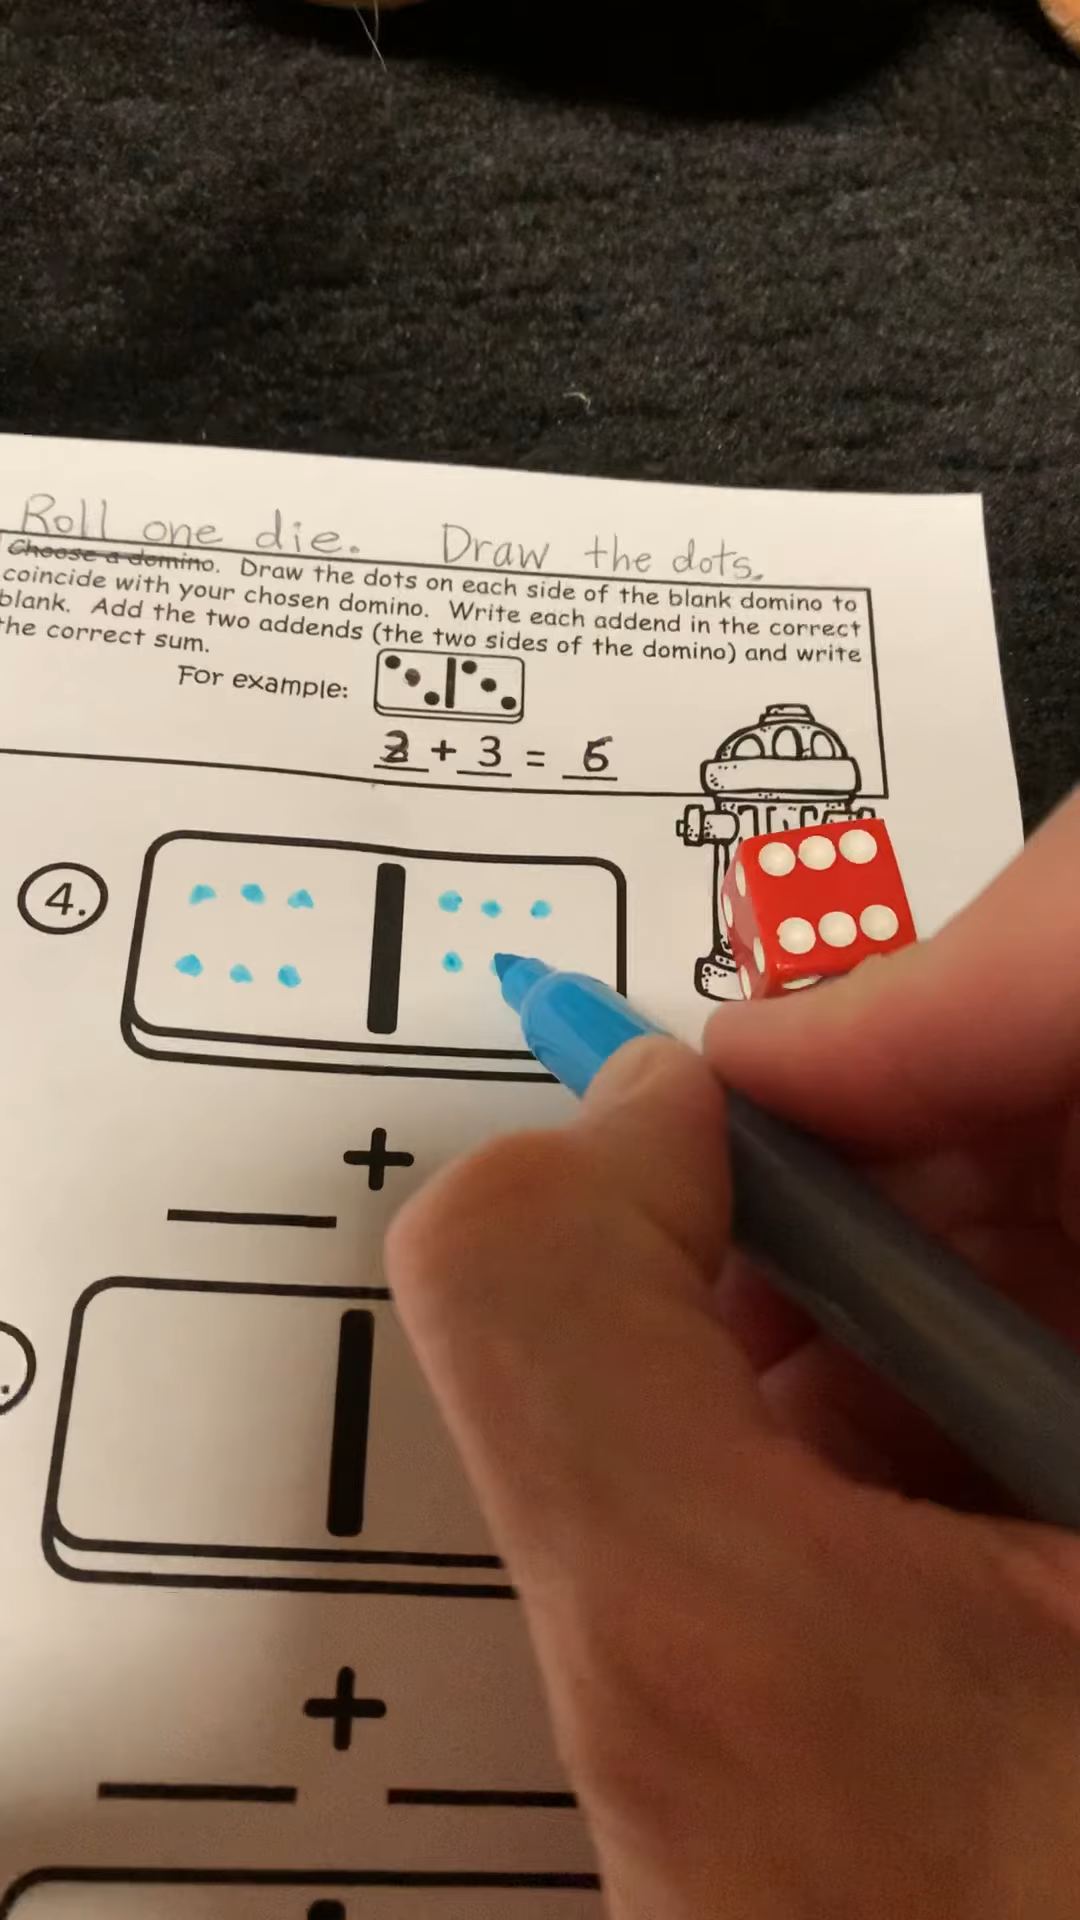 Roll one die. Draw the dots.
Choose a domino. Draw the dots on each side of the blank domino to
coincide with your chosen domino. Write each addend in the correct
blank. Add the two addends (the two sides of the domino) and write
the correct sum.
For example:
3 + 3 = 6
4.
+
+